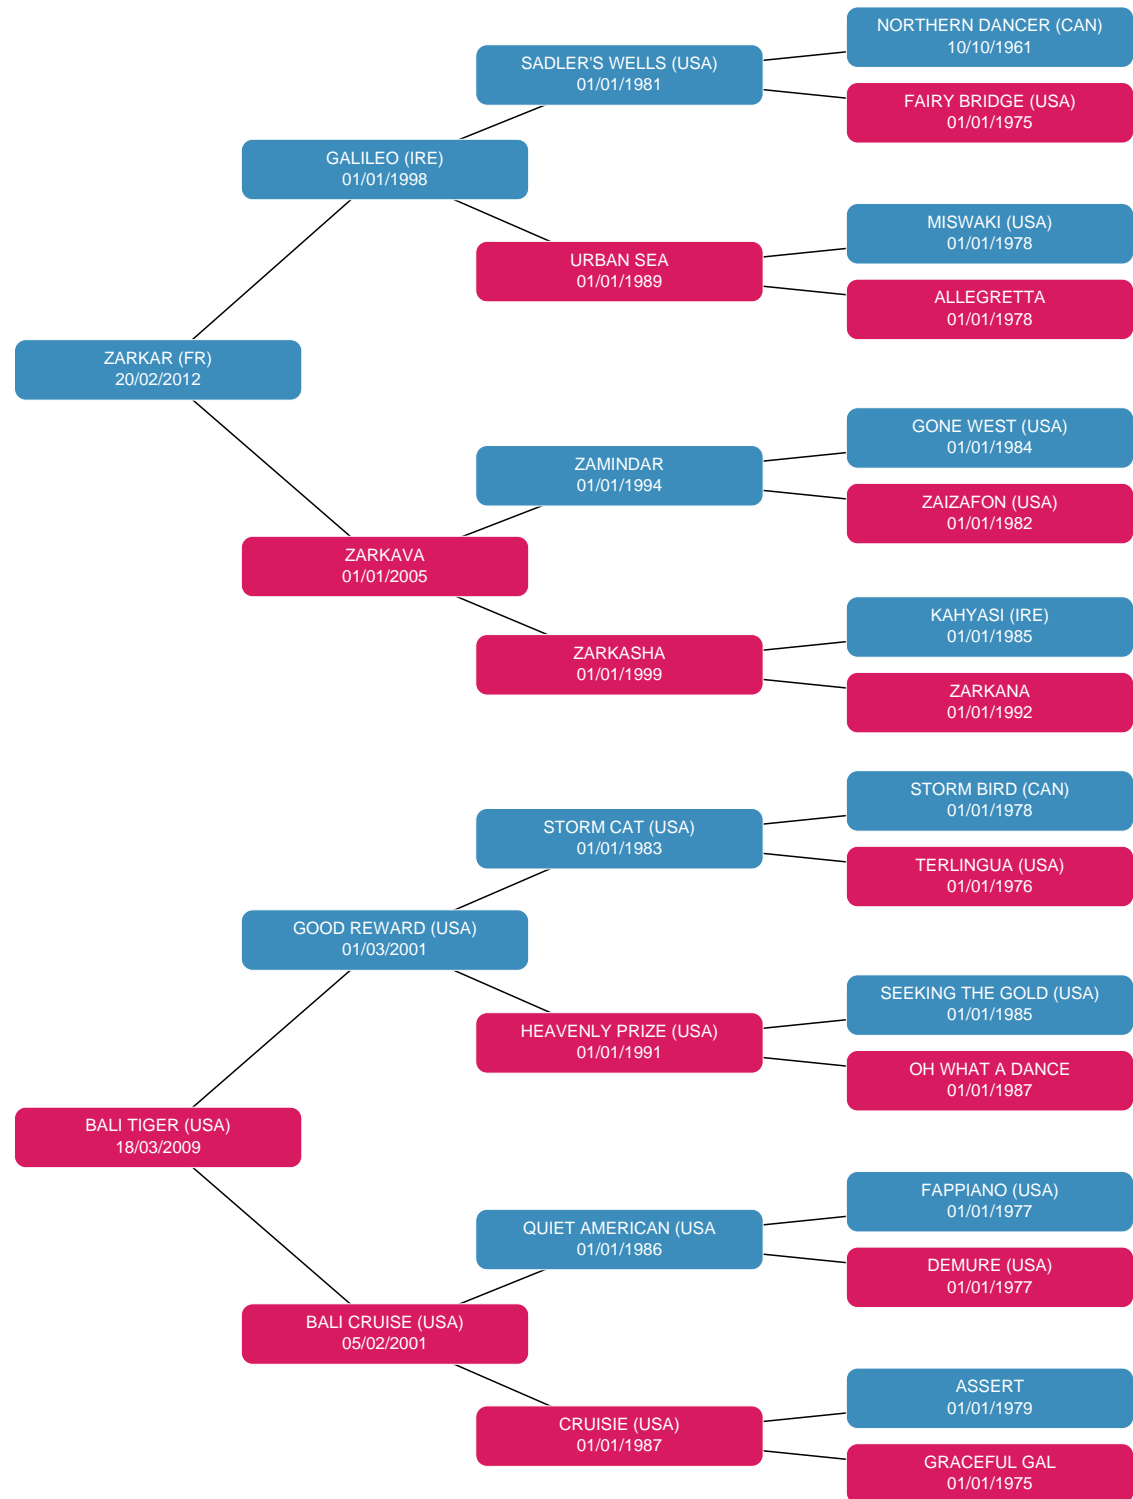 NORTHERN DANCER (CAN)
10/10/1961
SADLER'S WELLS (USA)
01/01/1981
FAIRY BRIDGE (USA)
01/01/1975
GALILEO (IRE)
01/01/1998
MISWAKI (USA)
01/01/1978
URBAN SEA
01/01/1989
ALLEGRETTA
01/01/1978
ZARKAR (FR)
20/02/2012
GONE WEST (USA)
01/01/1984
ZAMINDAR
01/01/1994
ZAIZAFON (USA)
01/01/1982
ZARKAVA
01/01/2005
KAHYASI (IRE)
01/01/1985
ZARKASHA
01/01/1999
ZARKANA
01/01/1992
STORM BIRD (CAN)
01/01/1978
STORM CAT (USA)
01/01/1983
TERLINGUA (USA)
01/01/1976
GOOD REWARD (USA)
01/03/2001
SEEKING THE GOLD (USA)
01/01/1985
HEAVENLY PRIZE (USA)
01/01/1991
OH WHAT A DANCE
01/01/1987
BALI TIGER (USA)
18/03/2009
FAPPIANO (USA)
01/01/1977
QUIET AMERICAN (USA
01/01/1986
DEMURE (USA)
01/01/1977
BALI CRUISE (USA)
05/02/2001
ASSERT
01/01/1979
CRUISIE (USA)
01/01/1987
GRACEFUL GAL
01/01/1975